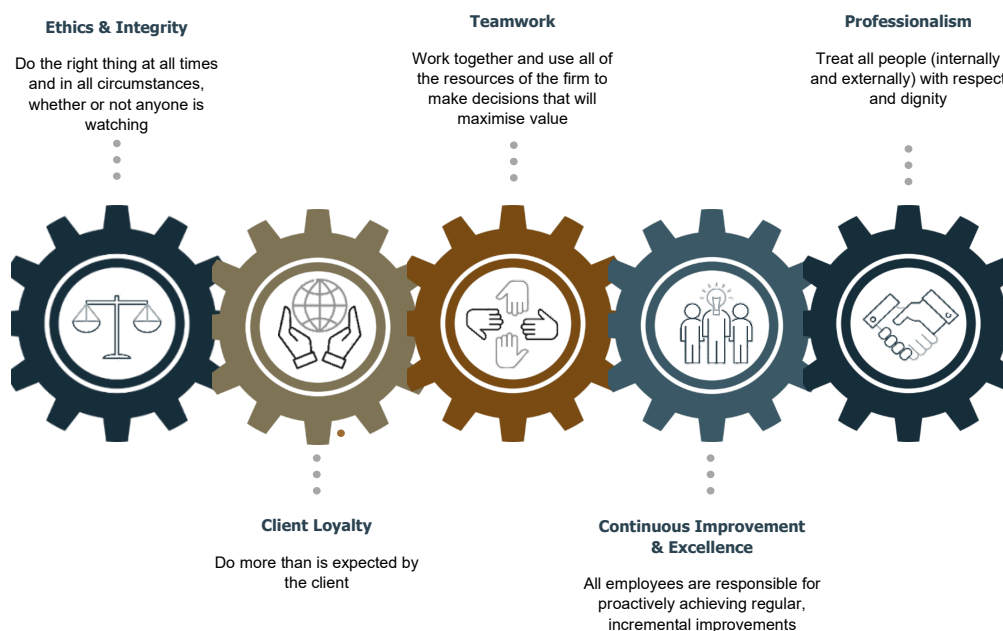 Ethics & Integrity
Do the right thing at all times
and in all circumstances,
whether or not anyone is
watching
Teamwork
Work together and use all of
the resources of the firm to
make decisions that will
maximise value
Professionalism
Treat all people (internally
and externally) with respect
and dignity
Client Loyalty
Do more than is expected by
the client
Continuous Improvement
& Excellence
All employees are responsible for
proactively achieving regular,
incremental improvements